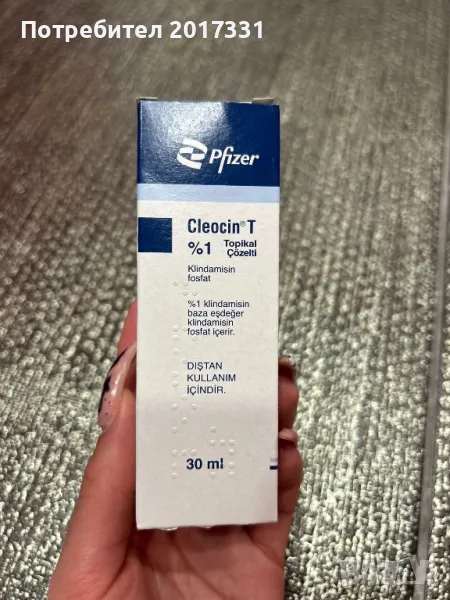 Потребител 2017331
Pfizer
Cleocin® T
%1 Topikal
Çözelti
Klindamisin
fosfat
%1 klindamisin
baza eşdeğer
klindamisin
fosfat içerir.
DIŞTAN
KULLANIM
İÇİNDİR.
30 ml